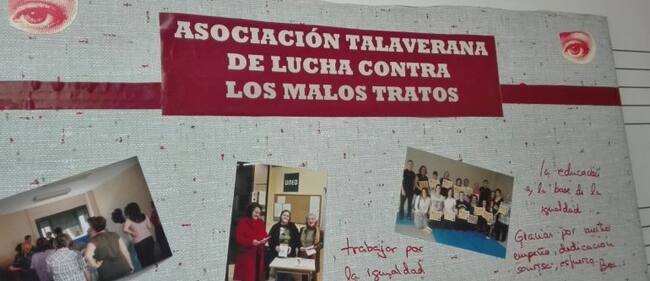 ASOCIACIÓN TALAVERANA
DE LUCHA CONTRA
LOS MALOS TRATOS
UNED
la educación
es la base de la
igualdad
Gracias por vuestro
empeño, dedicación
sonrisa, esfuerzo
trabajar por
la igualdad